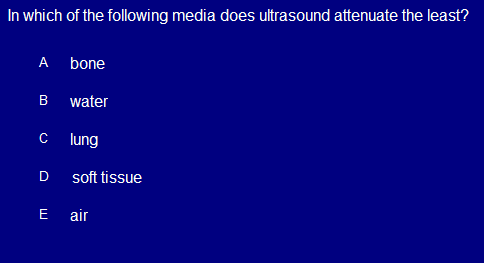 In which of the following media does ultrasound attenuate the least?
A bone
B water
C lung
D soft tissue
E air